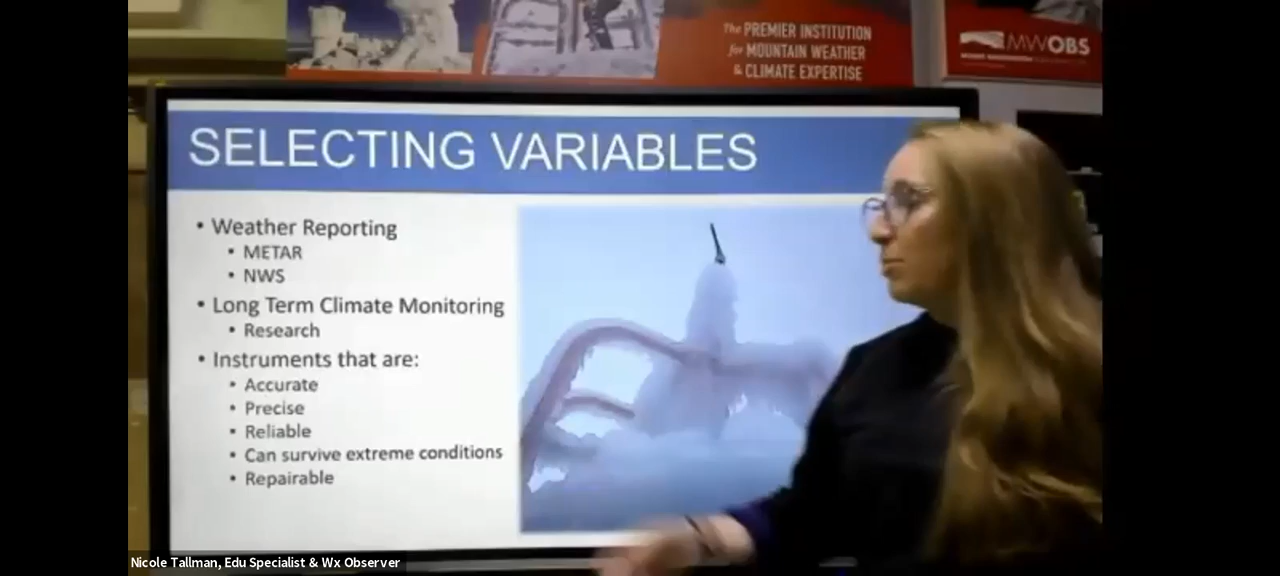 The PREMIER INSTITUTION
for MOUNTAIN WEATHER
& CLIMATE EXPERTISE
MWOBS
SELECTING VARIABLES
• Weather Reporting
• METAR
• NWS
• Long Term Climate Monitoring
• Research
• Instruments that are:
• Accurate
• Precise
• Reliable
• Can survive extreme conditions
• Repairable
Nicole Tallman, Edu Specialist & Wx Observer